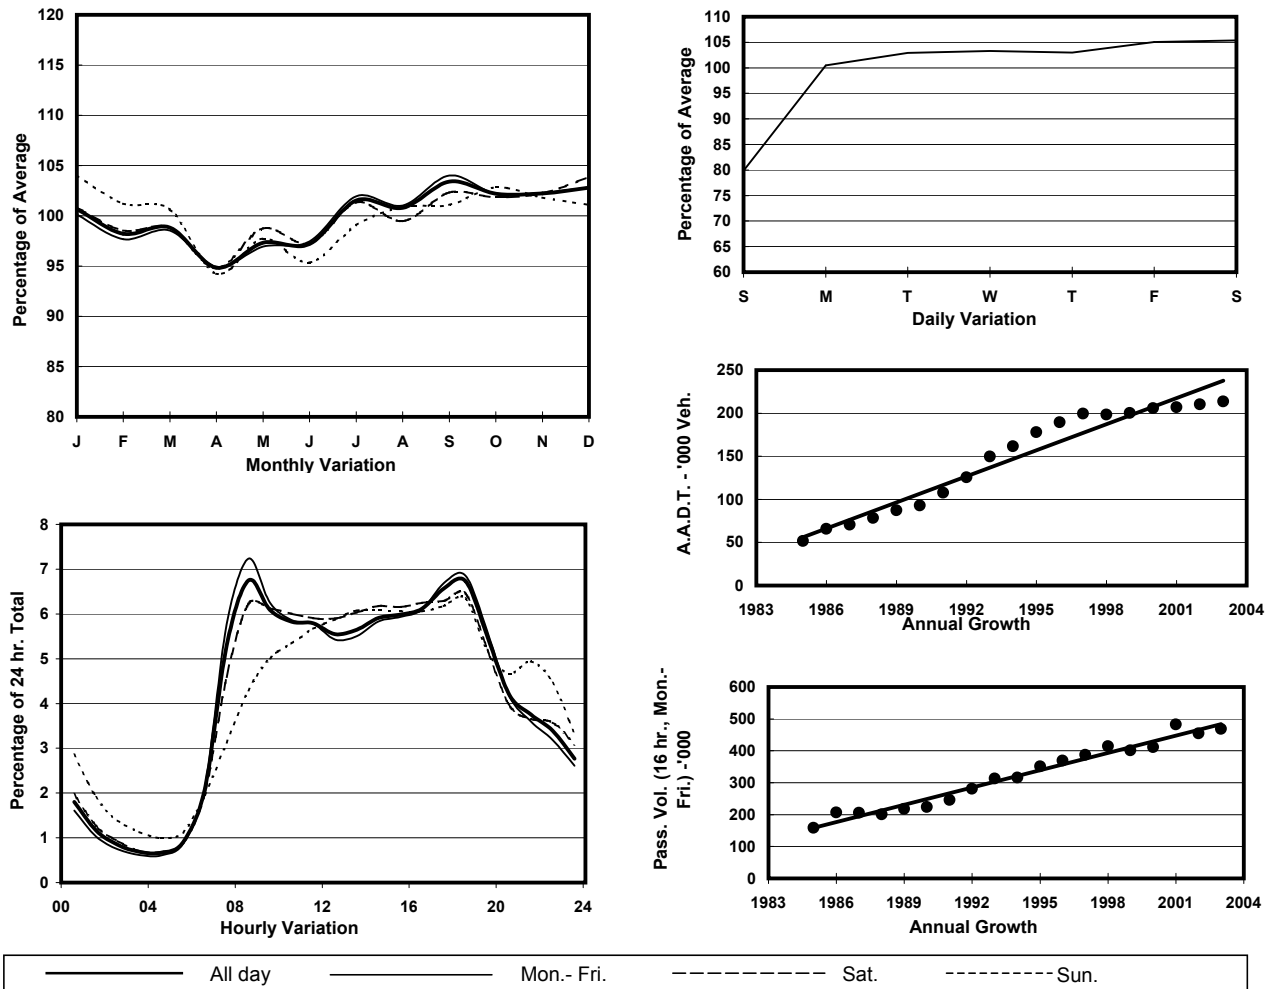 120
115
110
105
100
95
90
85
80
Percentage of Average
J F M A M J J A S O N D
Monthly Variation
110
105
100
95
90
85
80
75
70
65
60
Percentage of Average
S M T W T F S
Daily Variation
250
200
150
100
50
0
A.A.D.T. - '000 Veh.
1983 1986 1989 1992 1995 1998 2001 2004
Annual Growth
8
7
6
5
4
3
2
1
0
Percentage of 24 hr. Total
00 04 08 12 16 20 24
Hourly Variation
600
500
400
300
200
100
0
Pass. Vol. (16 hr., Mon.-
Fri.) -'000
1983 1986 1989 1992 1995 1998 2001 2004
Annual Growth
All day Mon.- Fri. Sat. Sun.